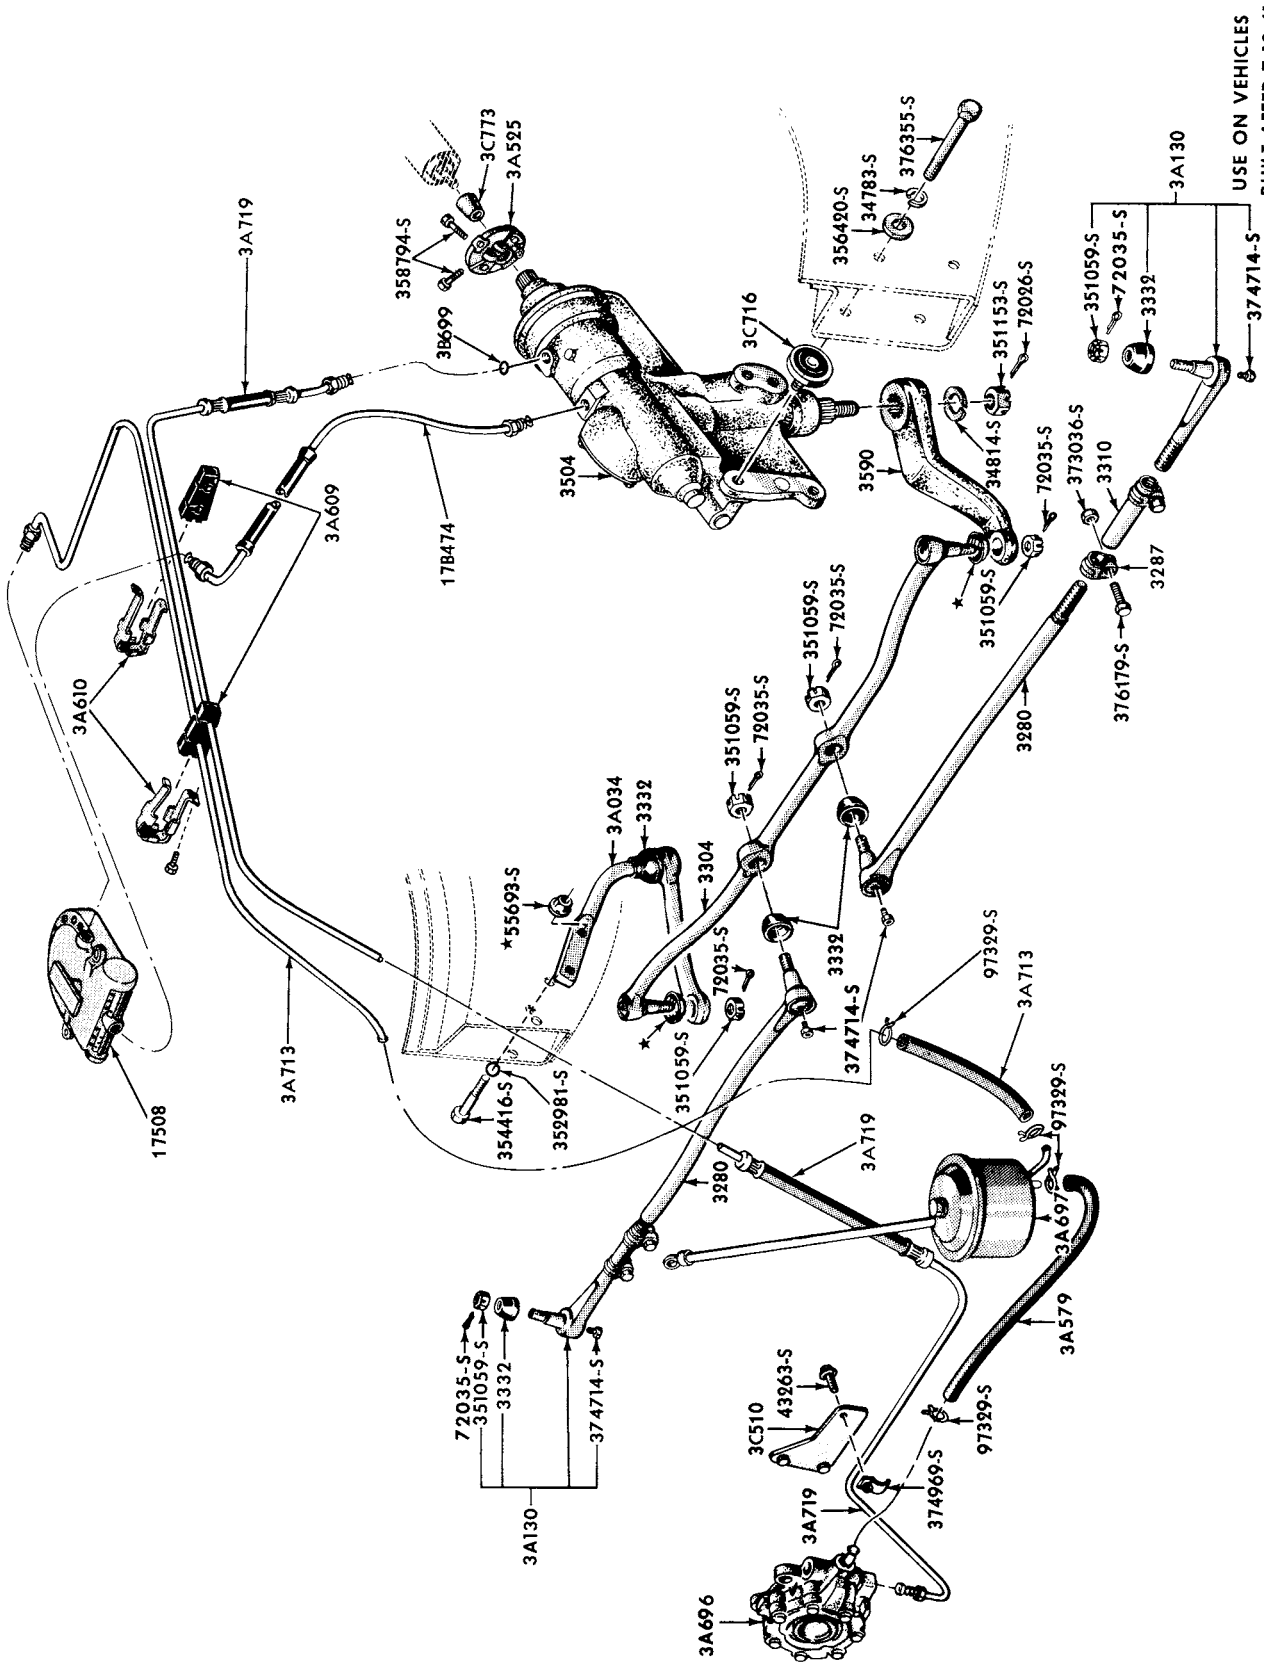 3A719
3C773
3A525
358794-S
3B699
3A609
17B474
3504
3C716
376355-S
34783-S
356420-S
351153-S
72026-S
34814-S
3590
72035-S
351059-S
★
3A610
17508
3A713
★55693-S
3A034
3332
3304
351059-S
72035-S
351059-S
72035-S
72035-S
351059-S
★
354416-S
352981-S
3332
374714-S
3280
3280
376179-S
3287
3310
373036-S
351059-S
72035-S
3332
374714-S
3A130
USE ON VEHICLES
97329-S
3A713
97329-S
3A697
3A579
97329-S
3A719
72035-S
351059-S
3332
374714-S
3A130
3C510
43263-S
374969-S
3A719
3A696